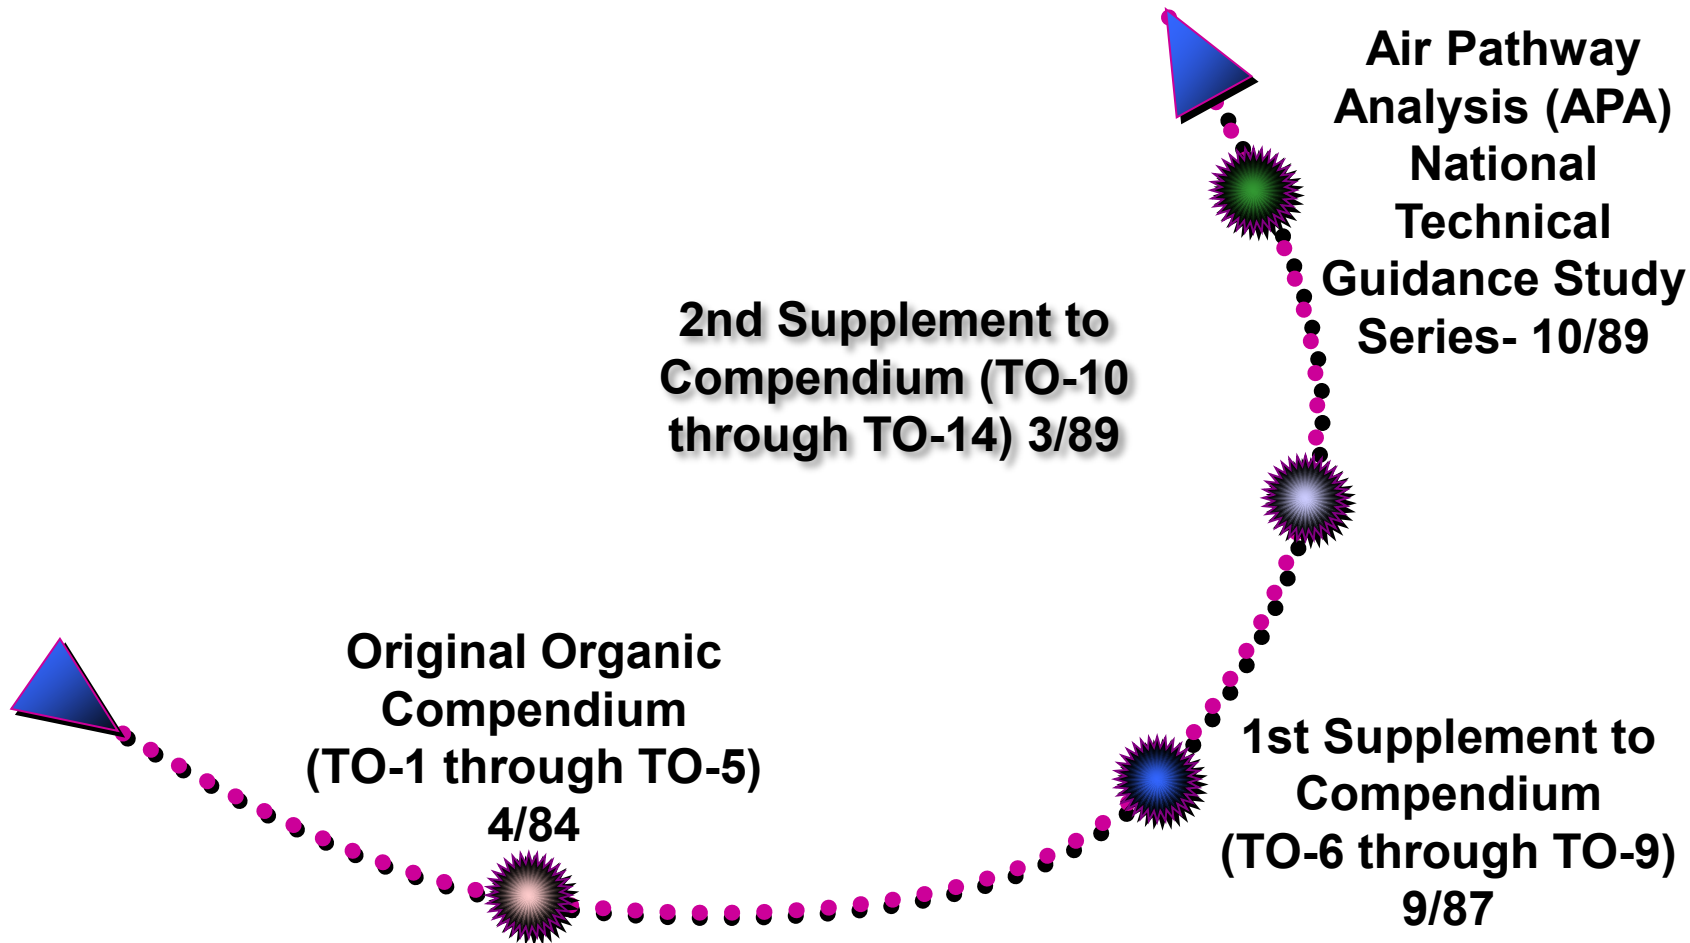 Air Pathway
Analysis (APA)
National
Technical
Guidance Study
Series- 10/89
2nd Supplement to
Compendium (TO-10
through TO-14) 3/89
Original Organic
Compendium
(TO-1 through TO-5)
4/84
1st Supplement to
Compendium
(TO-6 through TO-9)
9/87